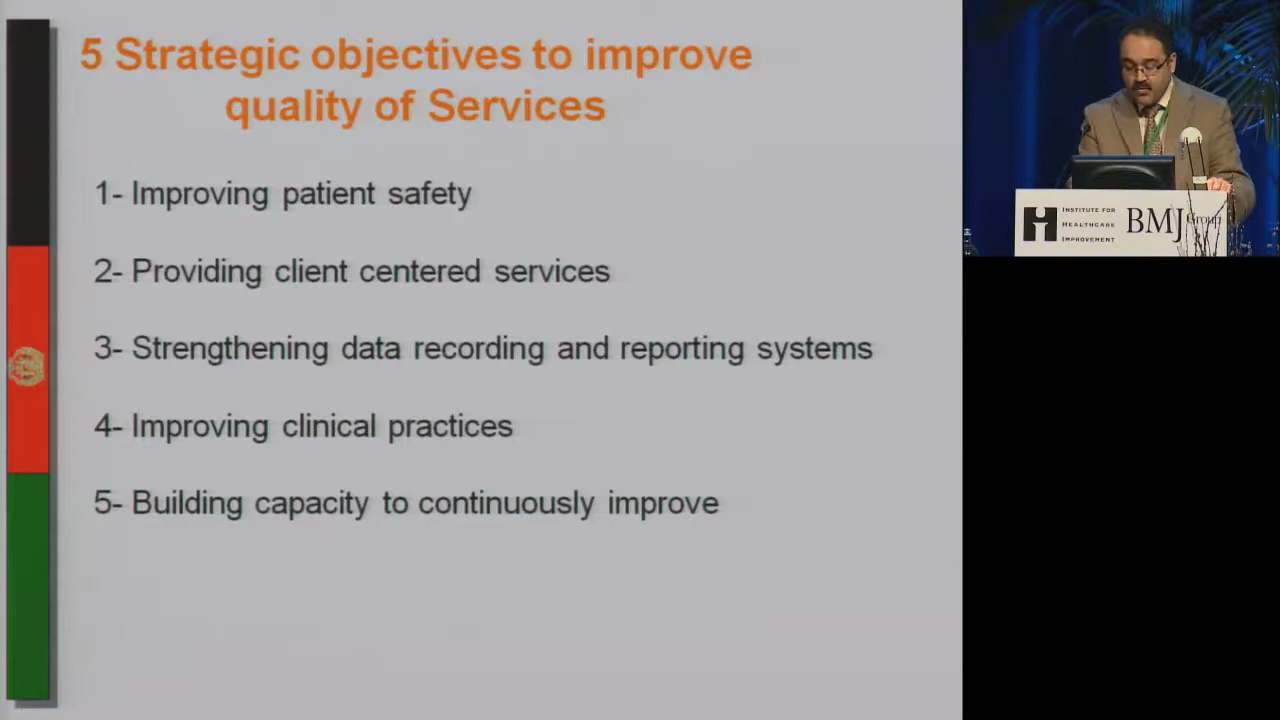 5 Strategic objectives to improve
quality of Services
1- Improving patient safety
2- Providing client centered services
3- Strengthening data recording and reporting systems
4- Improving clinical practices
5- Building capacity to continuously improve
INSTITUTE FOR
HEALTHCARE
IMPROVEMENT
BMJ Group